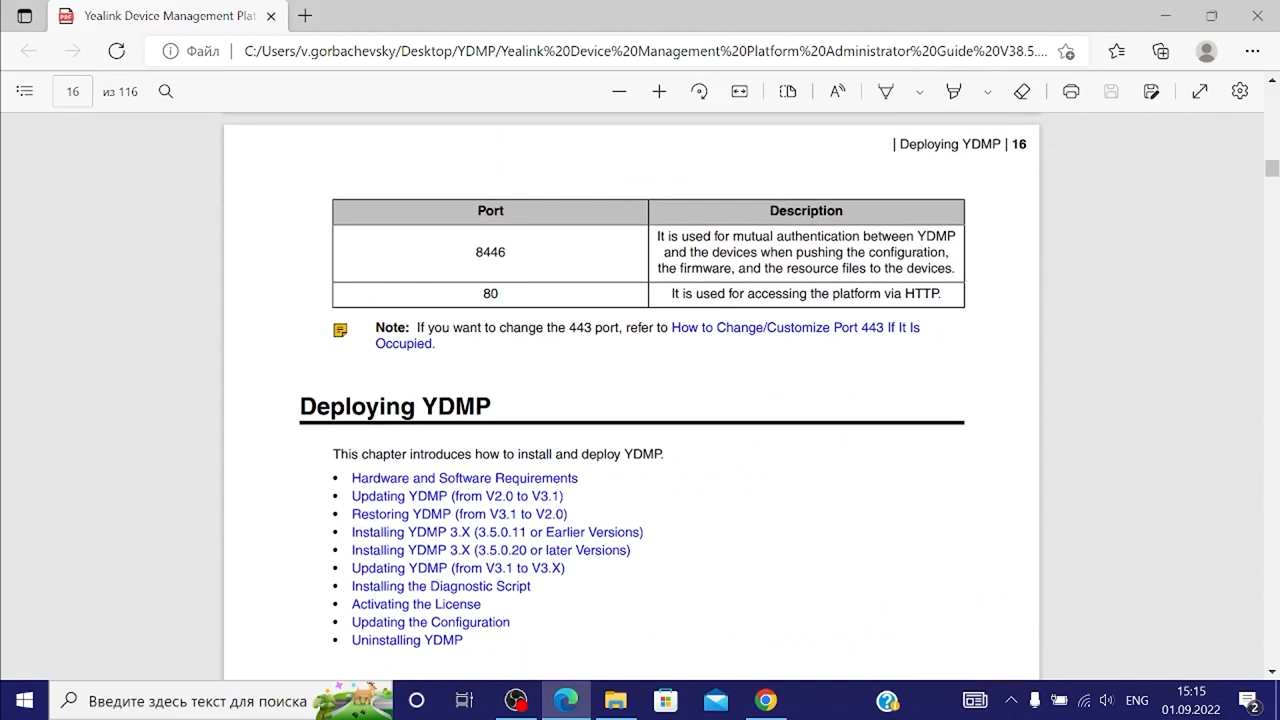 Yealink Device Management Plat
Файл
C:/Users/v.gorbachevsky/Desktop/YDMP/Yealink%20Device%20Management%20Platform%20Administrator%20Guide%20V38.5....
16
из 116
| Deploying YDMP | 16
Port
Description
8446
It is used for mutual authentication between YDMP
and the devices when pushing the configuration,
the firmware, and the resource files to the devices.
80
It is used for accessing the platform via HTTP.
Note: If you want to change the 443 port, refer to How to Change/Customize Port 443 If It Is
Occupied.
Deploying YDMP
This chapter introduces how to install and deploy YDMP.
• Hardware and Software Requirements
• Updating YDMP (from V2.0 to V3.1)
• Restoring YDMP (from V3.1 to V2.0)
• Installing YDMP 3.X (3.5.0.11 or Earlier Versions)
• Installing YDMP 3.X (3.5.0.20 or later Versions)
• Updating YDMP (from V3.1 to V3.X)
• Installing the Diagnostic Script
• Activating the License
• Updating the Configuration
• Uninstalling YDMP
Введите здесь текст для поиска
ENG
15:15
01.09.2022
2